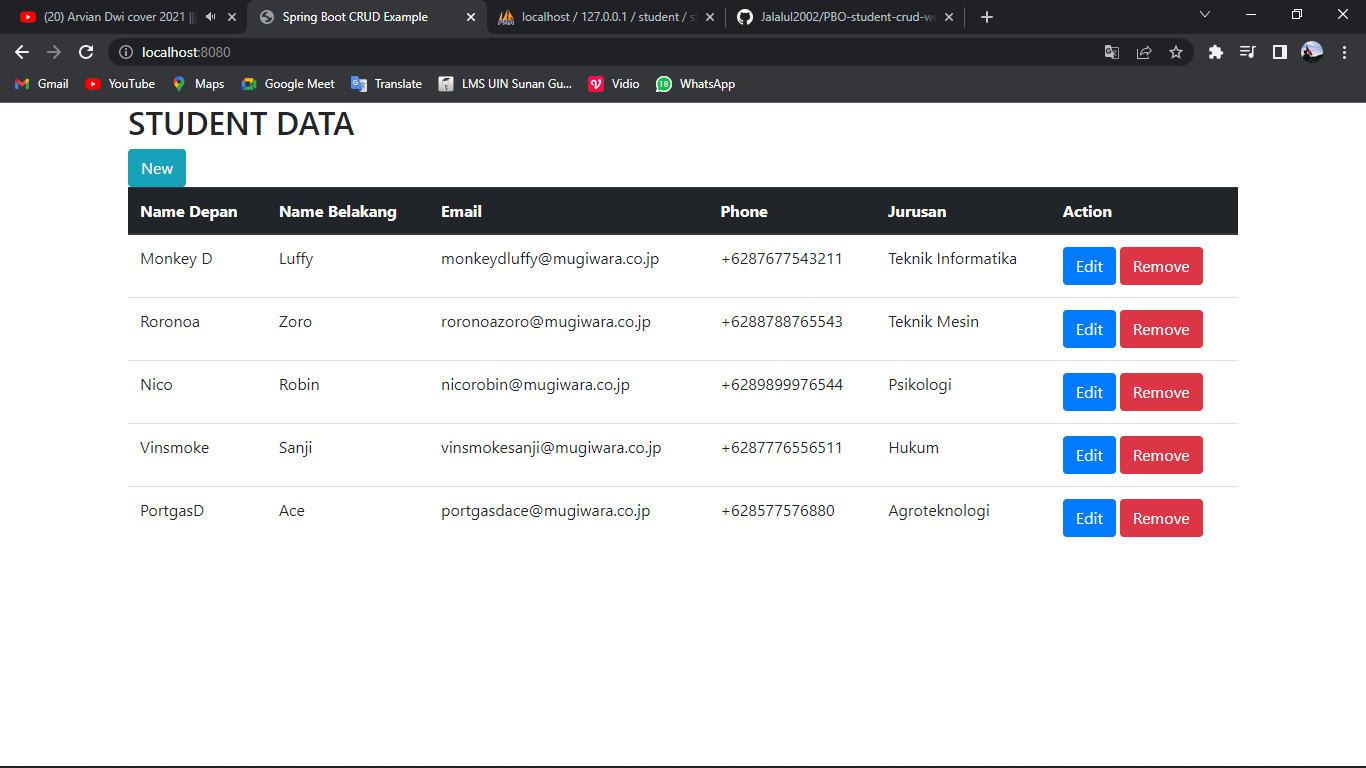 (20) Arvian Dwi cover 2021 || Spring Boot CRUD Example localhost / 127.0.0.1 / student / Jalalul2002/PBO-student-crud-w
localhost:8080
Gmail YouTube Maps Google Meet Translate LMS UIN Sunan Gu... Vidio 18 WhatsApp
STUDENT DATA
New
Name Depan Name Belakang Email Phone Jurusan Action
Monkey D Luffy monkeydluffy@mugiwara.co.jp +6287677543211 Teknik Informatika Edit Remove
Roronoa Zoro roronoazoro@mugiwara.co.jp +6288788765543 Teknik Mesin Edit Remove
Nico Robin nicorobin@mugiwara.co.jp +6289899976544 Psikologi Edit Remove
Vinsmoke Sanji vinsmokesanji@mugiwara.co.jp +6287776556511 Hukum Edit Remove
PortgasD Ace portgasdace@mugiwara.co.jp +628577576880 Agroteknologi Edit Remove